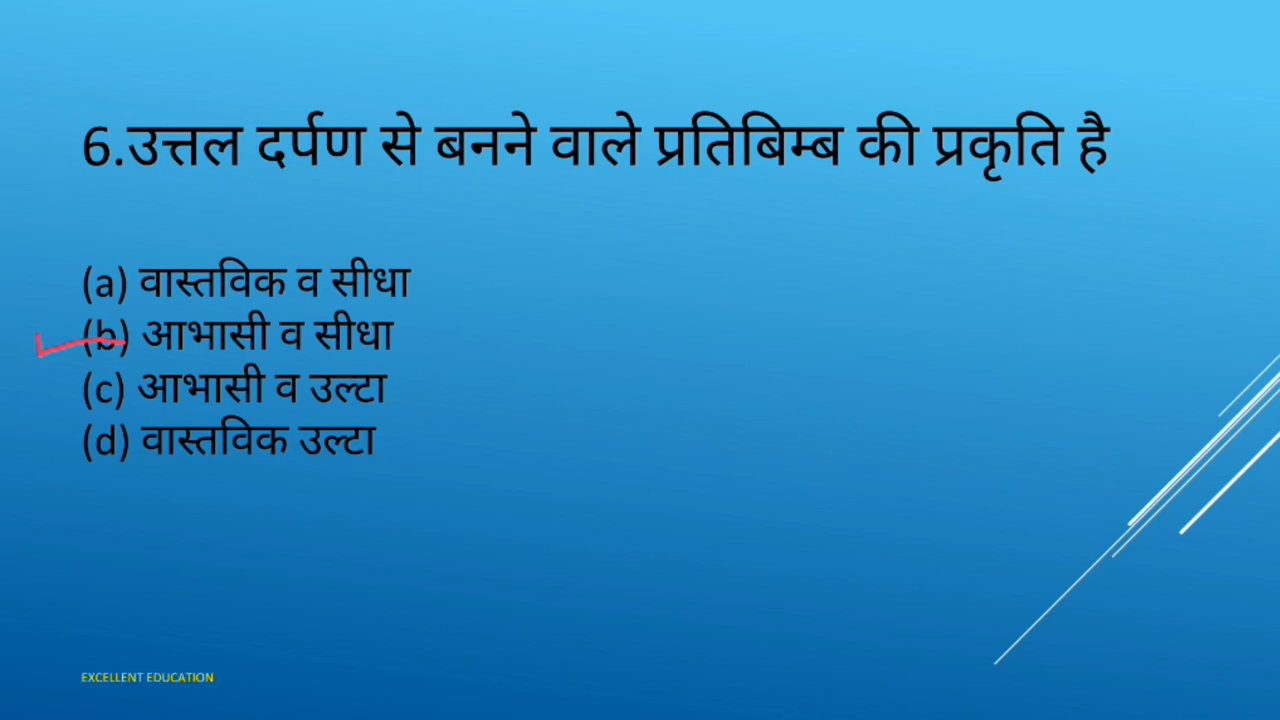 6.उत्तल दर्पण से बनने वाले प्रतिबिम्ब की प्रकृति है
(a) वास्तविक व सीधा
(b) आभासी व सीधा
(c) आभासी व उल्टा
(d) वास्तविक उल्टा
EXCELLENT EDUCATION